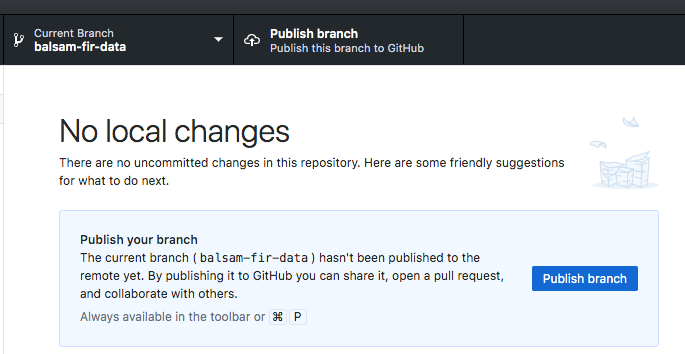 Current Branch
balsam-fir-data
Publish branch
Publish this branch to GitHub
No local changes
There are no uncommitted changes in this repository. Here are some friendly suggestions
for what to do next.
Publish your branch
The current branch ( balsam-fir-data ) hasn't been published to the
remote yet. By publishing it to GitHub you can share it, open a pull request,
and collaborate with others.
Always available in the toolbar or ⌘ P
Publish branch